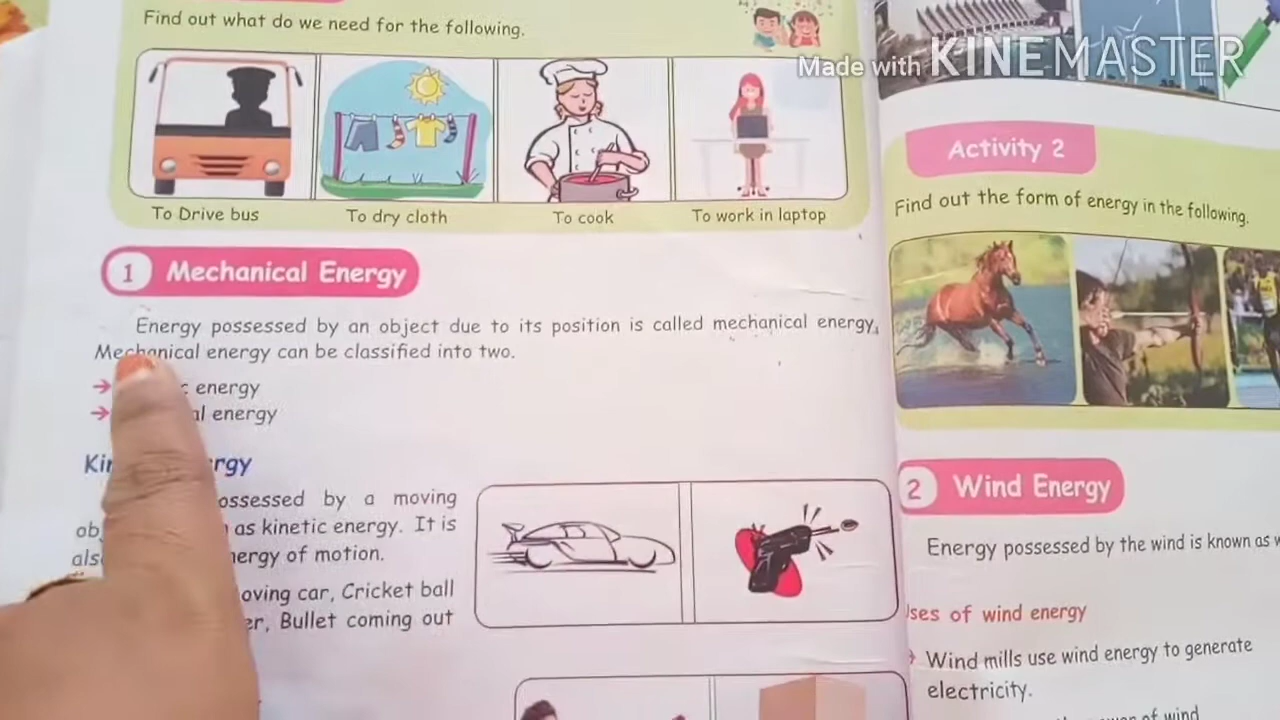 Find out what do we need for the following.
To Drive bus
To dry cloth
To cook
To work in laptop
1 Mechanical Energy
Energy possessed by an object due to its position is called mechanical energy,
Mechanical energy can be classified into two.
energy
energy
ossessed by a moving
as kinetic energy. It is
nergy of motion.
oving car, Cricket ball
Bullet coming out
Made with KINEMASTER
Activity 2
Find out the form of energy in the following.
2 Wind Energy
Energy possessed by the wind is known as
Uses of wind energy
Wind mills use wind energy to generate
electricity.
of wind